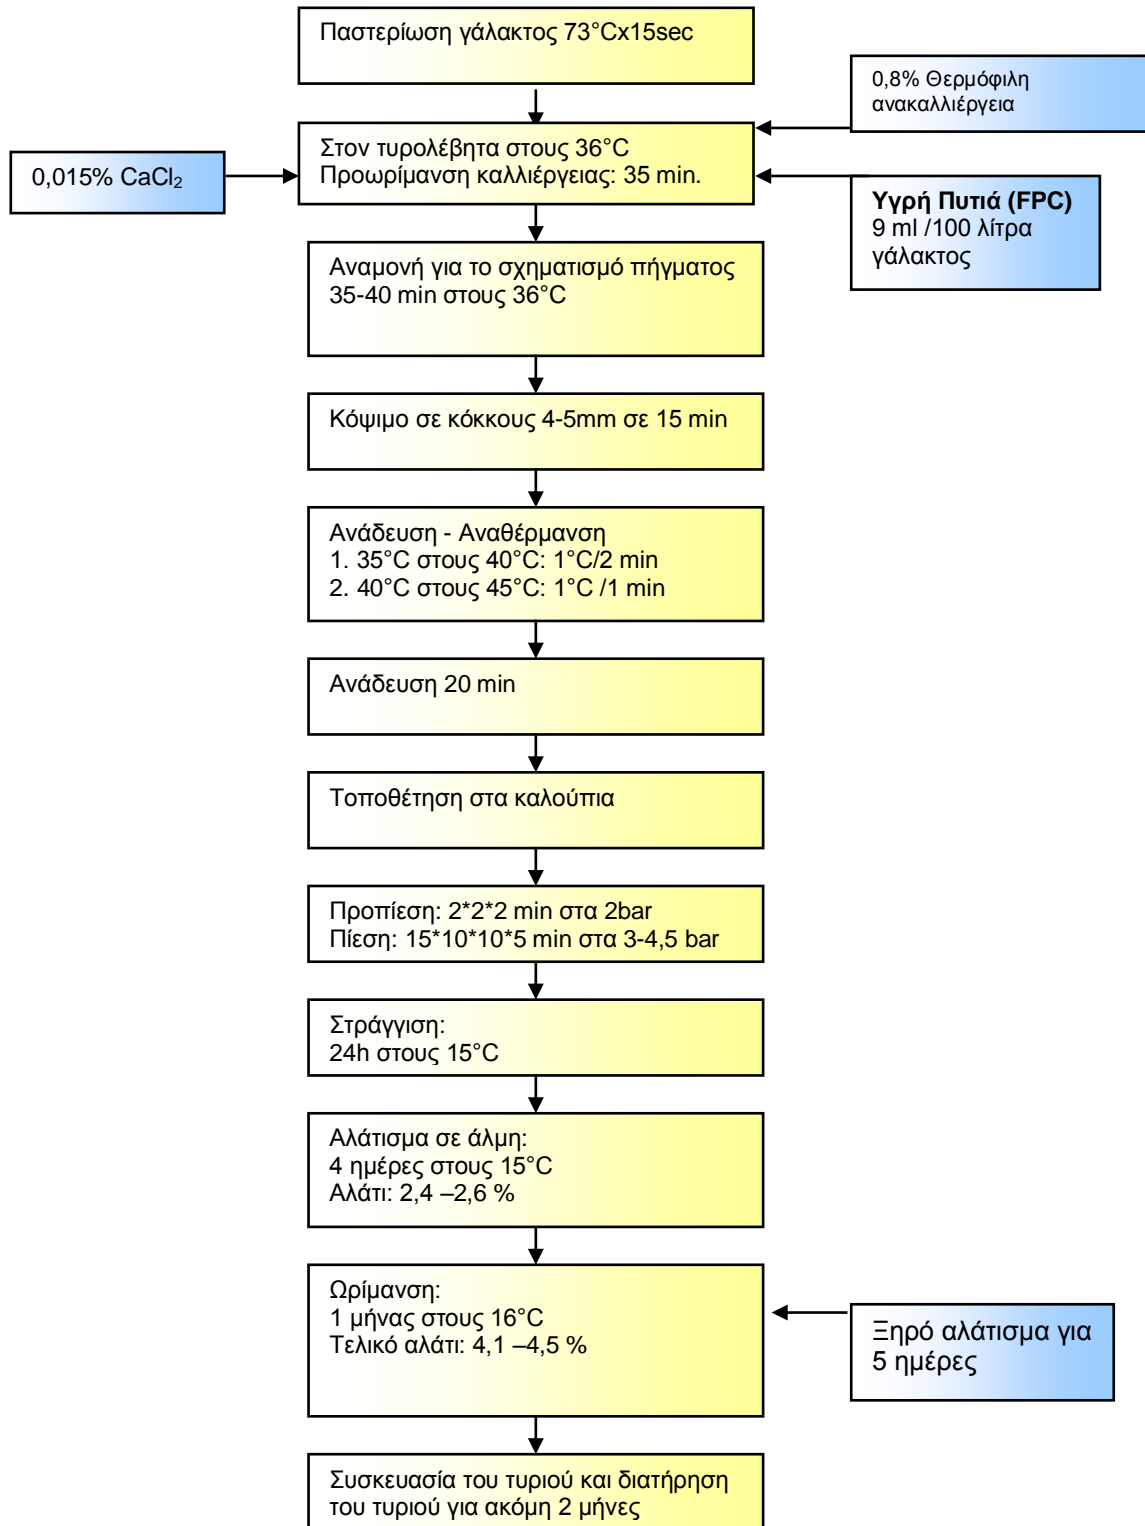 Παστερίωση γάλακτος 73°Cx15sec
0,8% Θερμόφιλη
ανακαλλιέργεια
Στον τυρολέβητα στους 36°C
Προωρίμανση καλλιέργειας: 35 min.
0,015% CaCl₂
Υγρή Πυτιά (FPC)
9 ml /100 λίτρα
γάλακτος
Αναμονή για το σχηματισμό πήγματος
35-40 min στους 36°C
Κόψιμο σε κόκκους 4-5mm σε 15 min
Ανάδευση - Αναθέρμανση
1. 35°C στους 40°C: 1°C/2 min
2. 40°C στους 45°C: 1°C /1 min
Ανάδευση 20 min
Τοποθέτηση στα καλούπια
Προπίεση: 2*2*2 min στα 2bar
Πίεση: 15*10*10*5 min στα 3-4,5 bar
Στράγγιση:
24h στους 15°C
Αλάτισμα σε άλμη:
4 ημέρες στους 15°C
Αλάτι: 2,4 –2,6 %
Ωρίμανση:
1 μήνας στους 16°C
Τελικό αλάτι: 4,1 –4,5 %
Ξηρό αλάτισμα για
5 ημέρες
Συσκευασία του τυριού και διατήρηση
του τυριού για ακόμη 2 μήνες